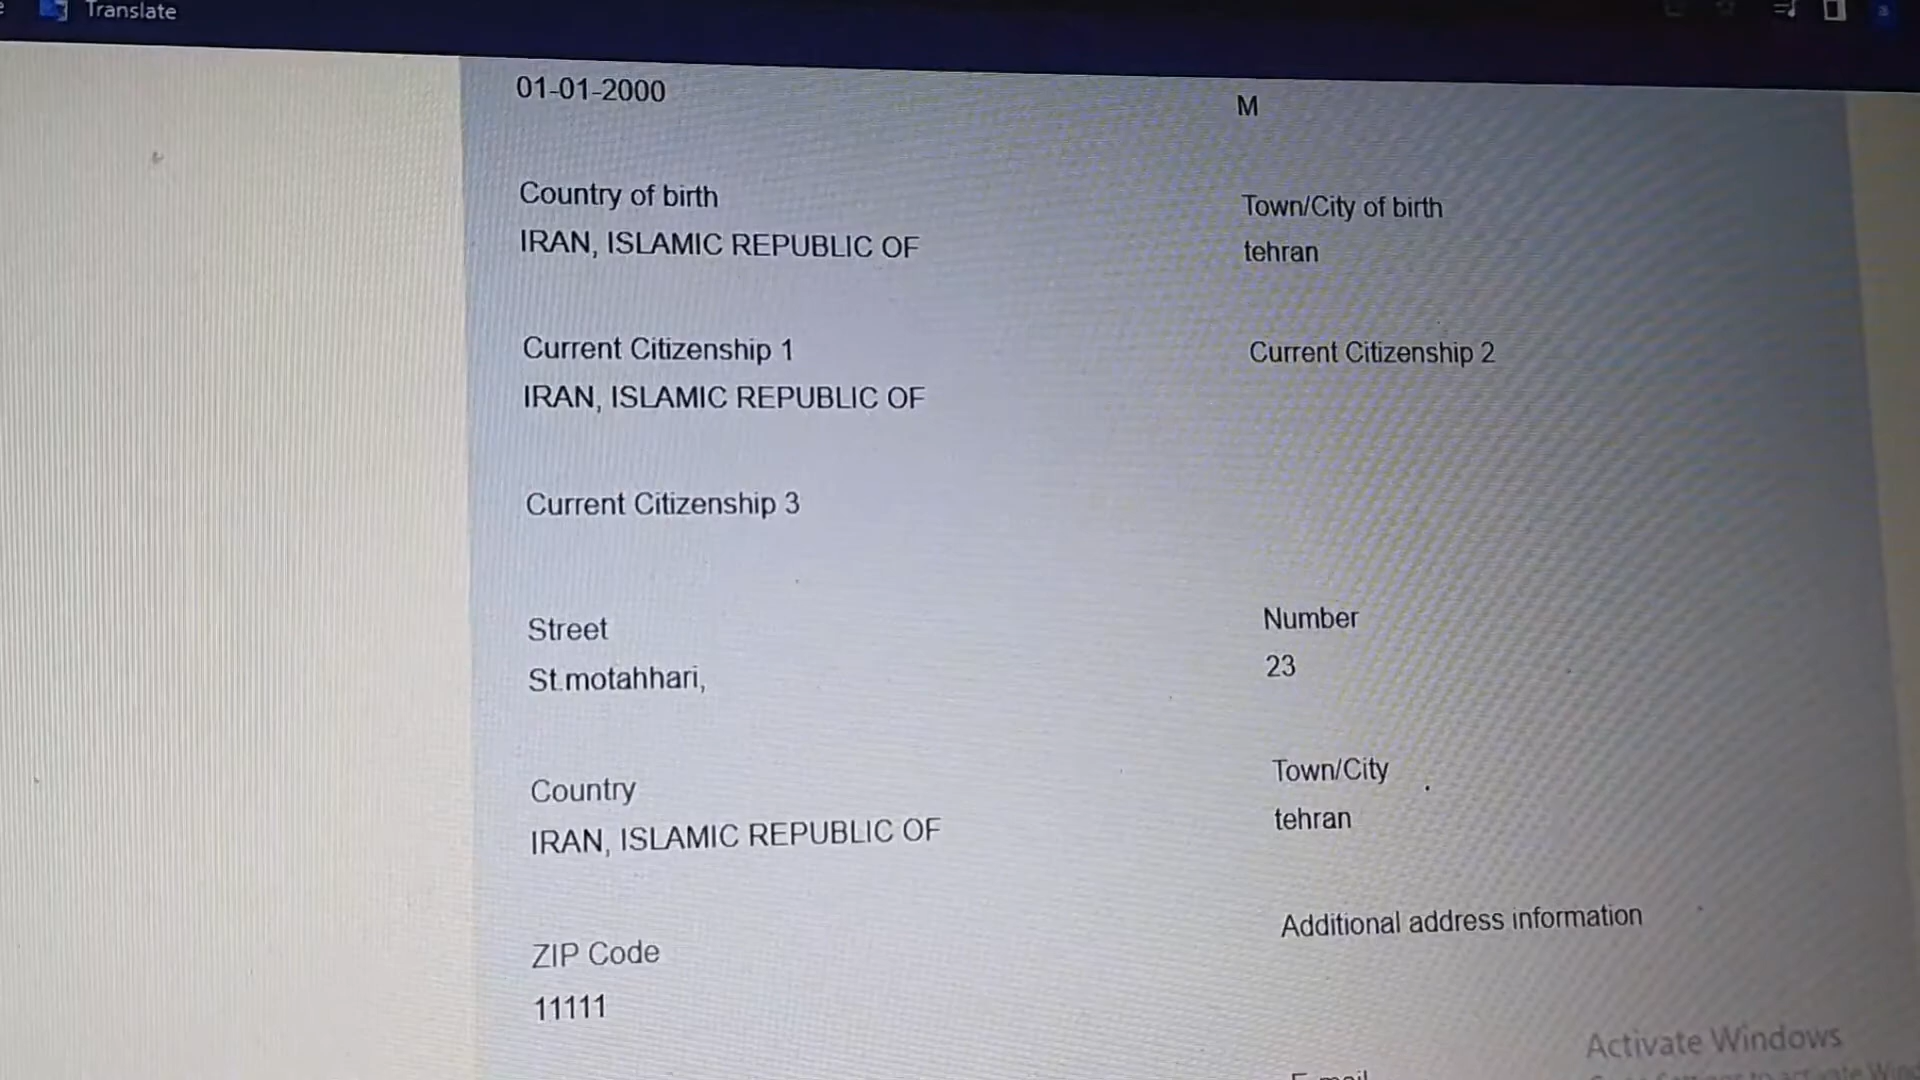 Translate
01-01-2000
M
Country of birth
IRAN, ISLAMIC REPUBLIC OF
Town/City of birth
tehran
Current Citizenship 1
IRAN, ISLAMIC REPUBLIC OF
Current Citizenship 2
Current Citizenship 3
Street
St.motahhari,
Number
23
Country
IRAN, ISLAMIC REPUBLIC OF
Town/City
tehran
ZIP Code
11111
Additional address information
Activate Windows